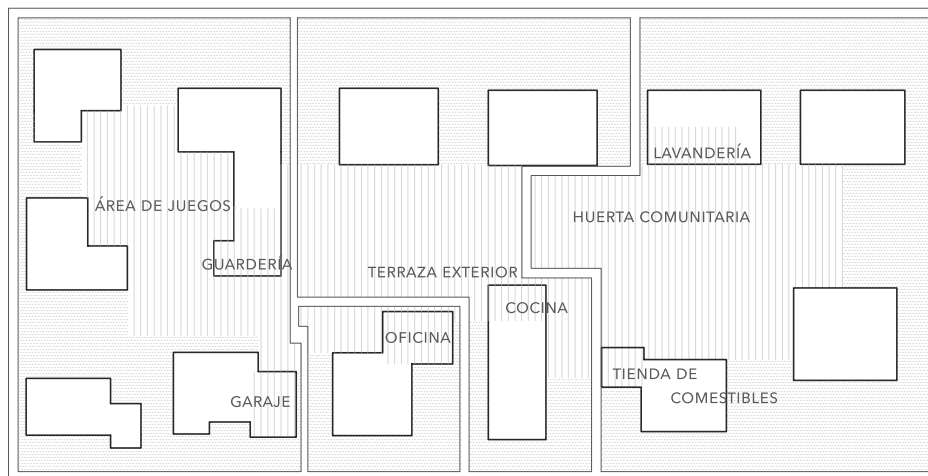 LAVANDERÍA
ÁREA DE JUEGOS
HUERTA COMUNITARIA
GUARDERÍA
TERRAZA EXTERIOR
COCINA
OFICINA
TIENDA DE
COMESTIBLES
GARAJE